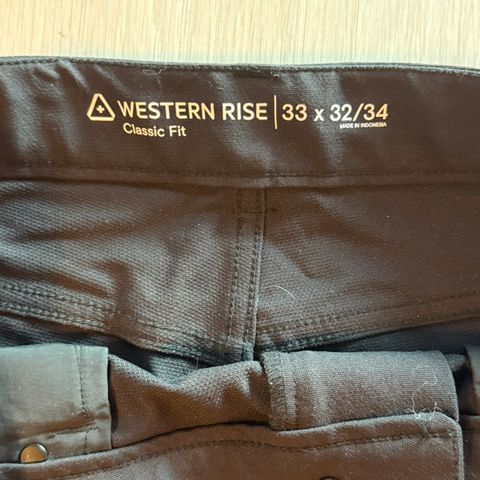 WESTERN RISE | 33 x 32/34
Classic Fit
MADE IN INDONESIA